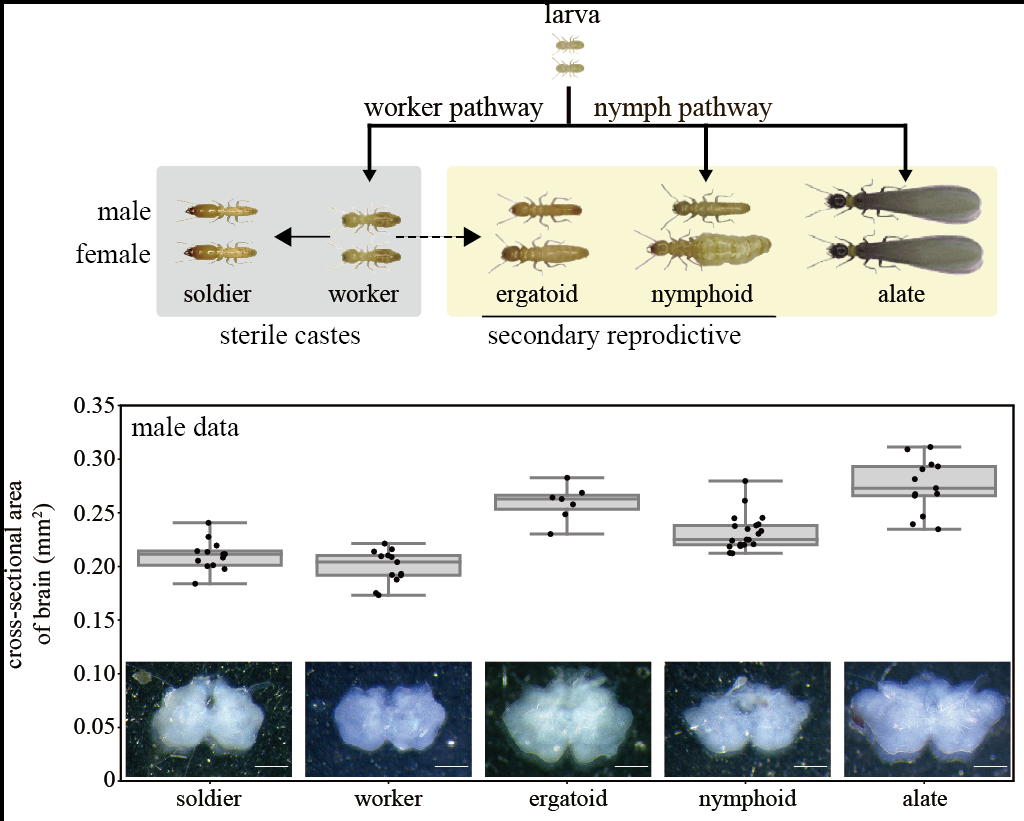 larva
worker pathway nymph pathway
male
female
soldier worker ergatoid nymphoid alate
sterile castes secondary reprodictive
male data
cross-sectional area
of brain (mm²)
0.35
0.30
0.25
0.20
0.15
0.10
0.05
0
soldier worker ergatoid nymphoid alate